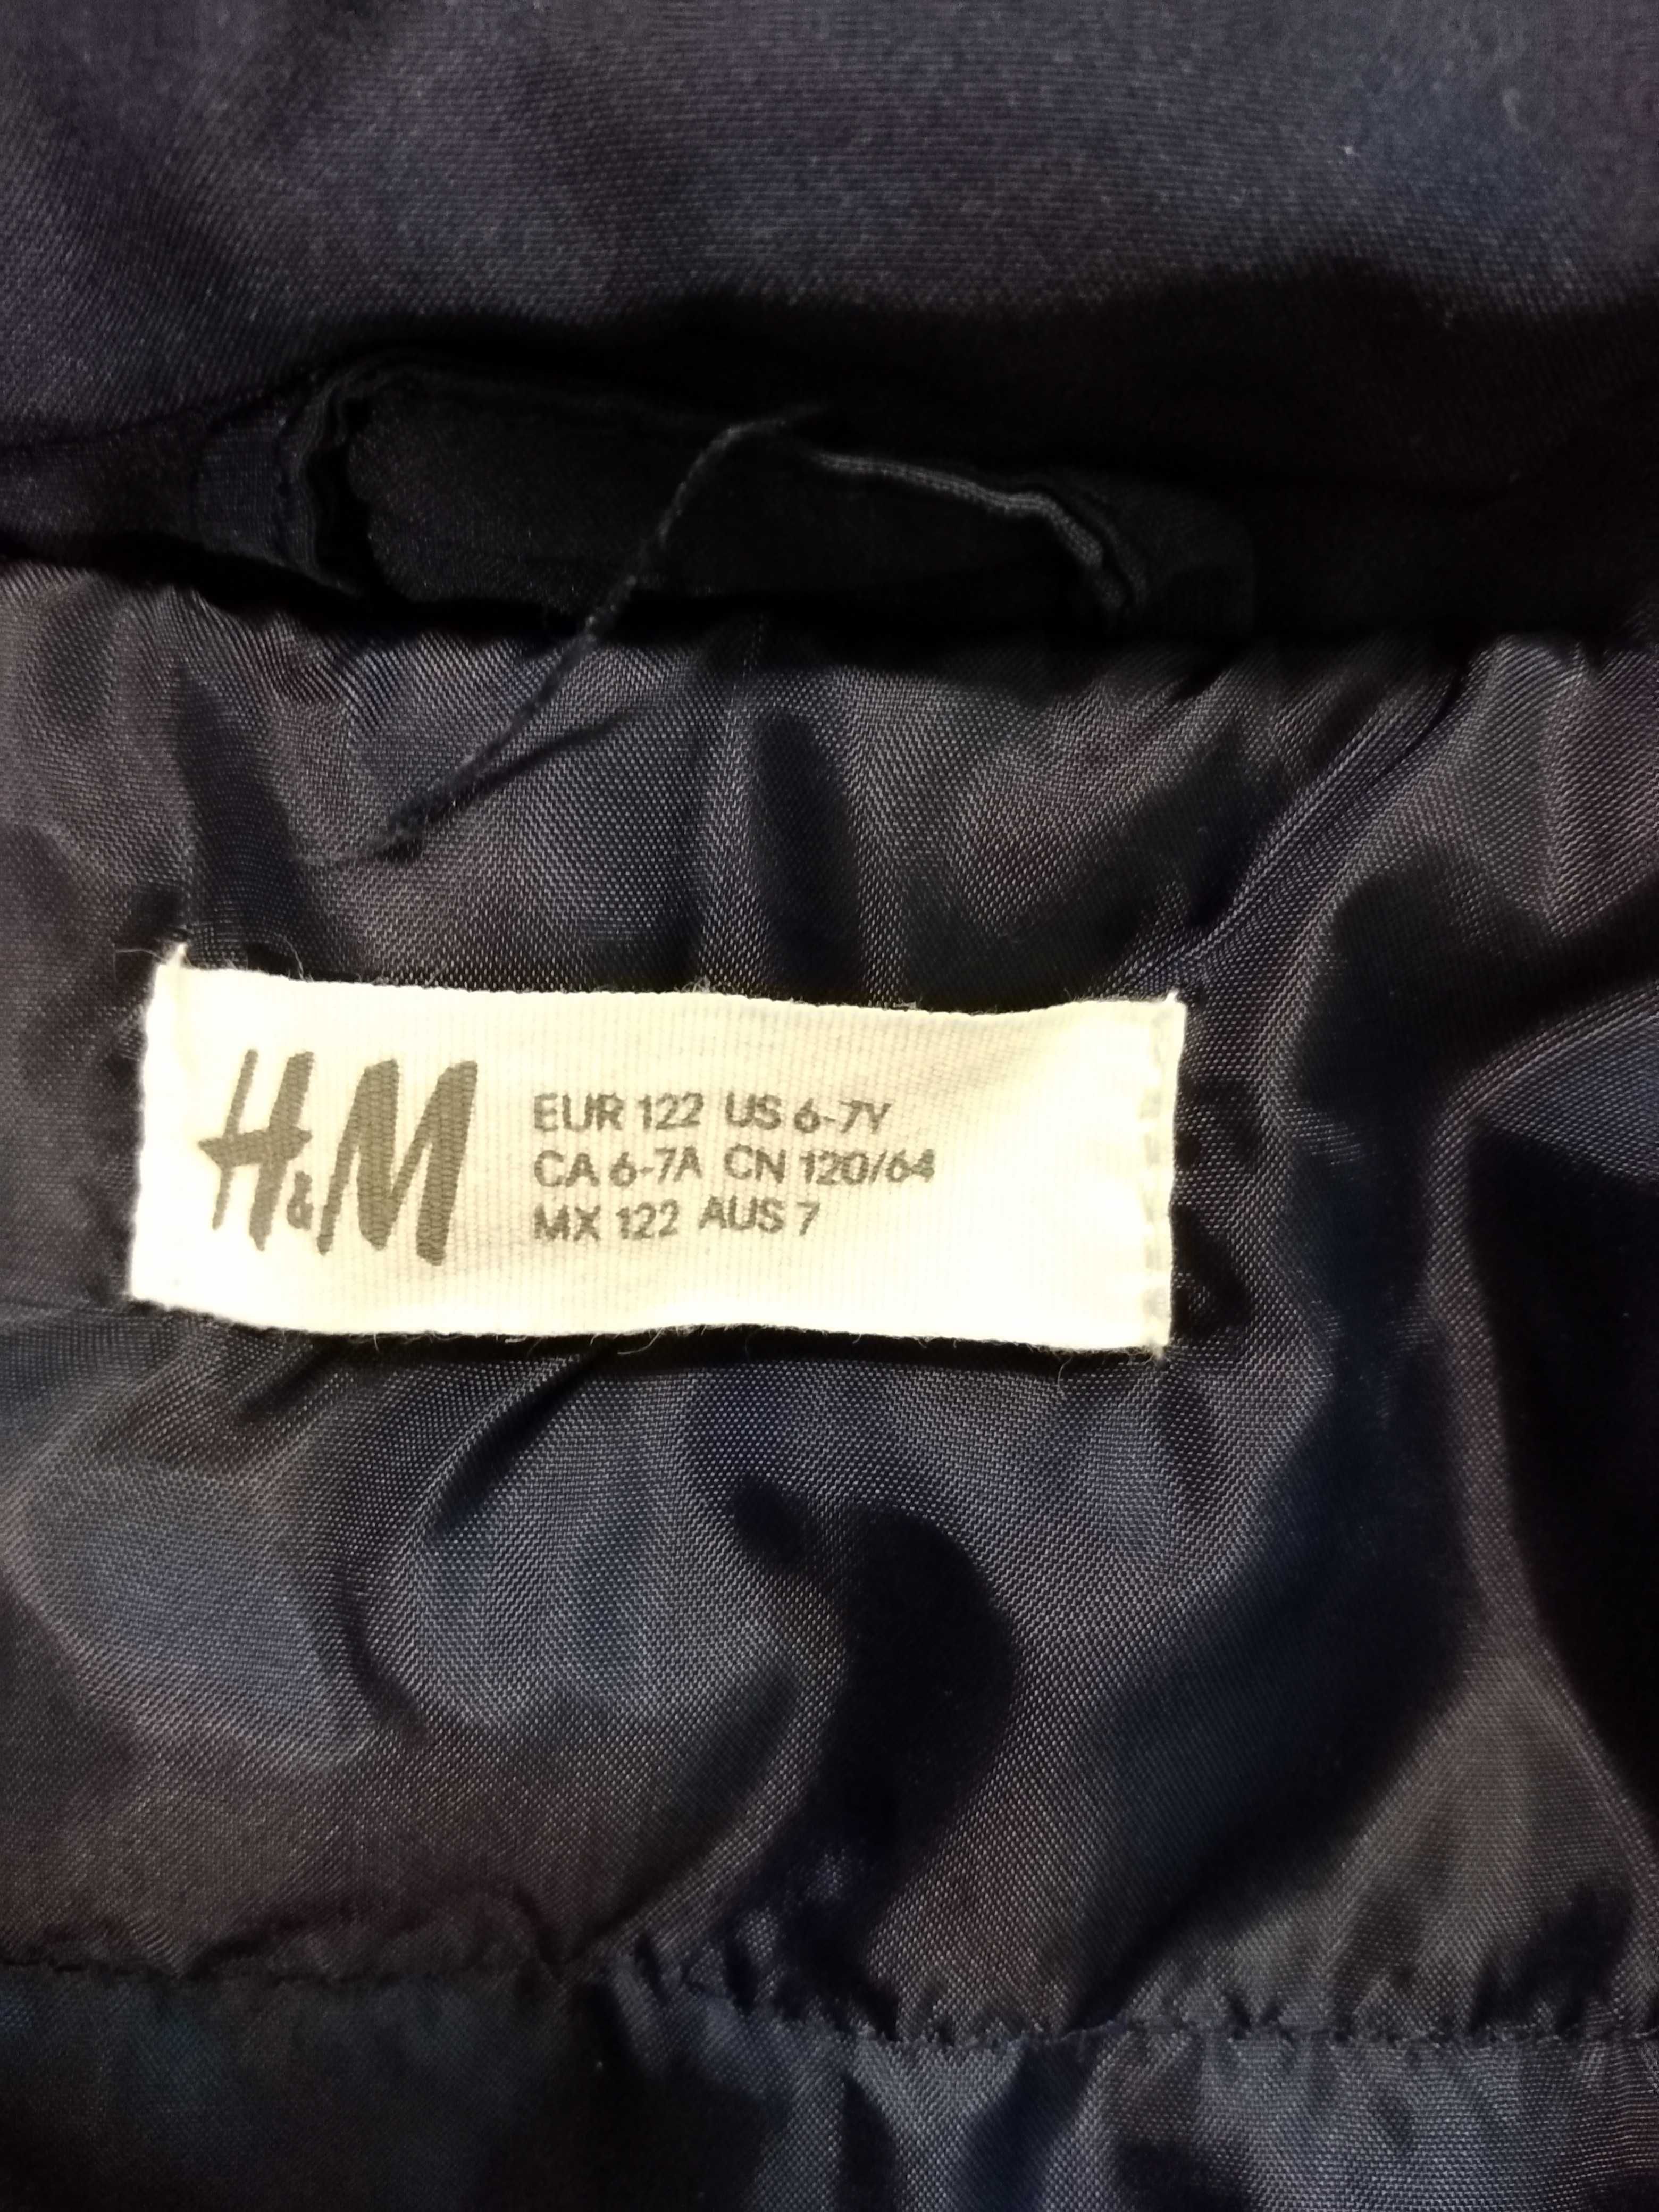 H&M
EUR 122 US 6-7Y
CA 6-7A CN 120/64
MX 122 AUS 7